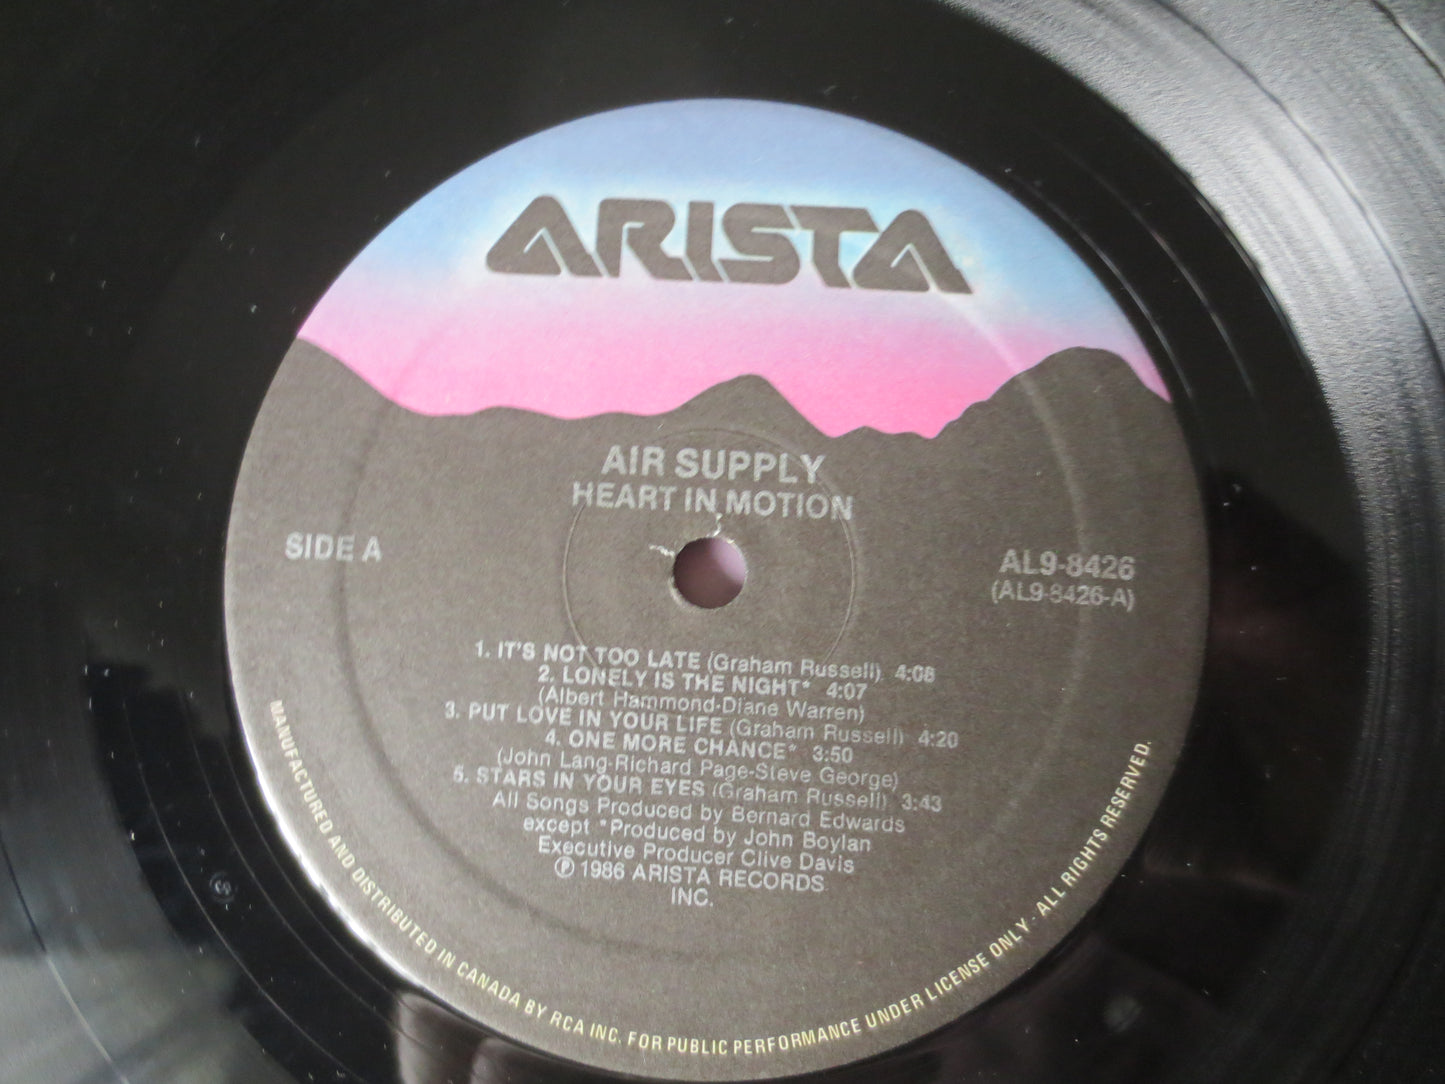 ARISTA
AIR SUPPLY
HEART IN MOTION
SIDE A
AL9-8426
(AL9-8426-A)
1. IT'S NOT TOO LATE (Graham Russell) 4:08
2. LONELY IS THE NIGHT* 4:07
(Albert Hammond-Diane Warren)
3. PUT LOVE IN YOUR LIFE (Graham Russell) 4:20
4. ONE MORE CHANCE* 3:50
(John Lang-Richard Page-Steve George)
5. STARS IN YOUR EYES (Graham Russell) 3:43
All Songs Produced by Bernard Edwards
except *Produced by John Boylan
Executive Producer Clive Davis
Ⓟ 1986 ARISTA RECORDS
INC.
MANUFACTURED AND DISTRIBUTED IN CANADA BY RCA INC. FOR PUBLIC PERFORMANCE UNDER LICENSE ONLY - ALL RIGHTS RESERVED.